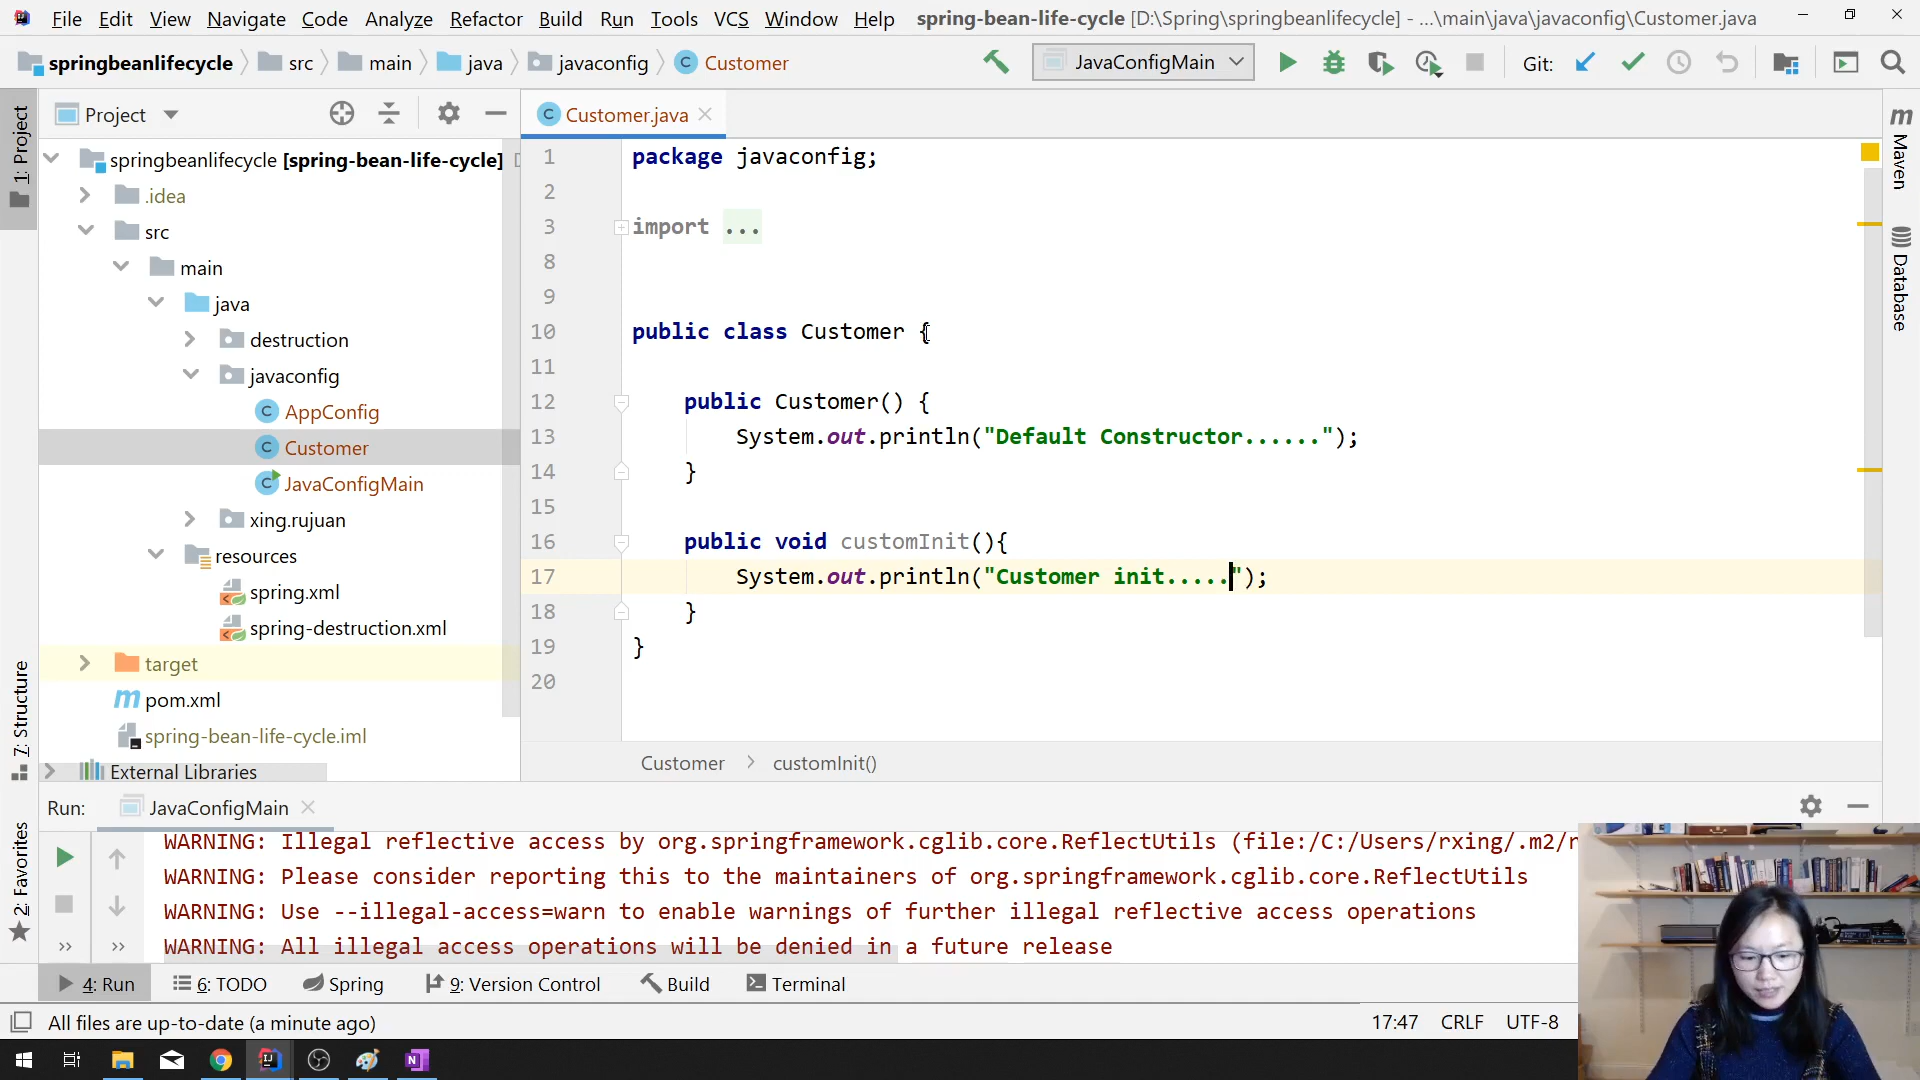 File Edit View Navigate Code Analyze Refactor Build Run Tools VCS Window Help spring-bean-life-cycle [D:\Spring\springbeanlifecycle] - ...\main\java\javaconfig\Customer.java
springbeanlifecycle src main java javaconfig Customer JavaConfigMain Git:
Project
Customer.java
1: Project
7: Structure
2: Favorites
springbeanlifecycle [spring-bean-life-cycle]
.idea
src
main
java
destruction
javaconfig
AppConfig
Customer
JavaConfigMain
xing.rujuan
resources
spring.xml
spring-destruction.xml
target
pom.xml
spring-bean-life-cycle.iml
External Libraries
1 package javaconfig;
2
3 import ...
8
9
10 public class Customer {
11
12 public Customer() {
13 System.out.println("Default Constructor......");
14 }
15
16 public void customInit(){
17 System.out.println("Customer init.....");
18 }
19 }
20
Customer > customInit()
Maven
Database
Run: JavaConfigMain
WARNING: Illegal reflective access by org.springframework.cglib.core.ReflectUtils (file:/C:/Users/rxing/.m2/r
WARNING: Please consider reporting this to the maintainers of org.springframework.cglib.core.ReflectUtils
WARNING: Use --illegal-access=warn to enable warnings of further illegal reflective access operations
WARNING: All illegal access operations will be denied in a future release
4: Run 6: TODO Spring 9: Version Control Build Terminal
All files are up-to-date (a minute ago) 17:47 CRLF UTF-8